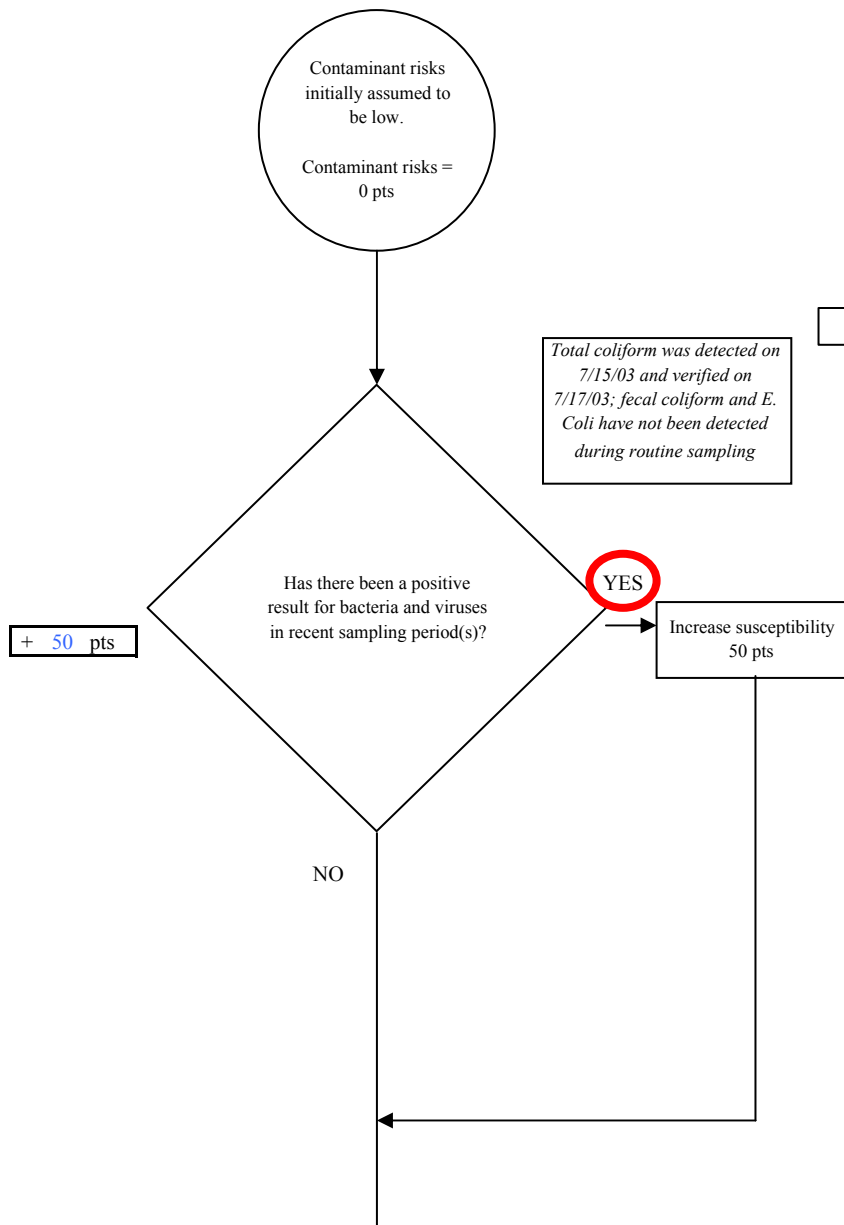 Contaminant risks
initially assumed to
be low.
Contaminant risks =
0 pts
Total coliform was detected on
7/15/03 and verified on
7/17/03; fecal coliform and E.
Coli have not been detected
during routine sampling
Has there been a positive
result for bacteria and viruses
in recent sampling period(s)?
YES
+ 50 pts
Increase susceptibility
50 pts
NO